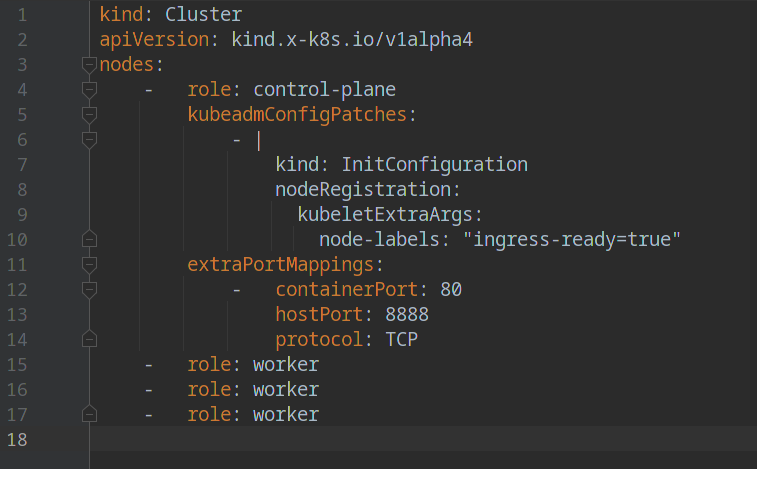 1 kind: Cluster
2 apiVersion: kind.x-k8s.io/v1alpha4
3 nodes:
4     -   role: control-plane
5         kubeadmConfigPatches:
6             - |
7                 kind: InitConfiguration
8                 nodeRegistration:
9                   kubeletExtraArgs:
10                    node-labels: "ingress-ready=true"
11        extraPortMappings:
12            -   containerPort: 80
13                hostPort: 8888
14                protocol: TCP
15    -   role: worker
16    -   role: worker
17    -   role: worker
18